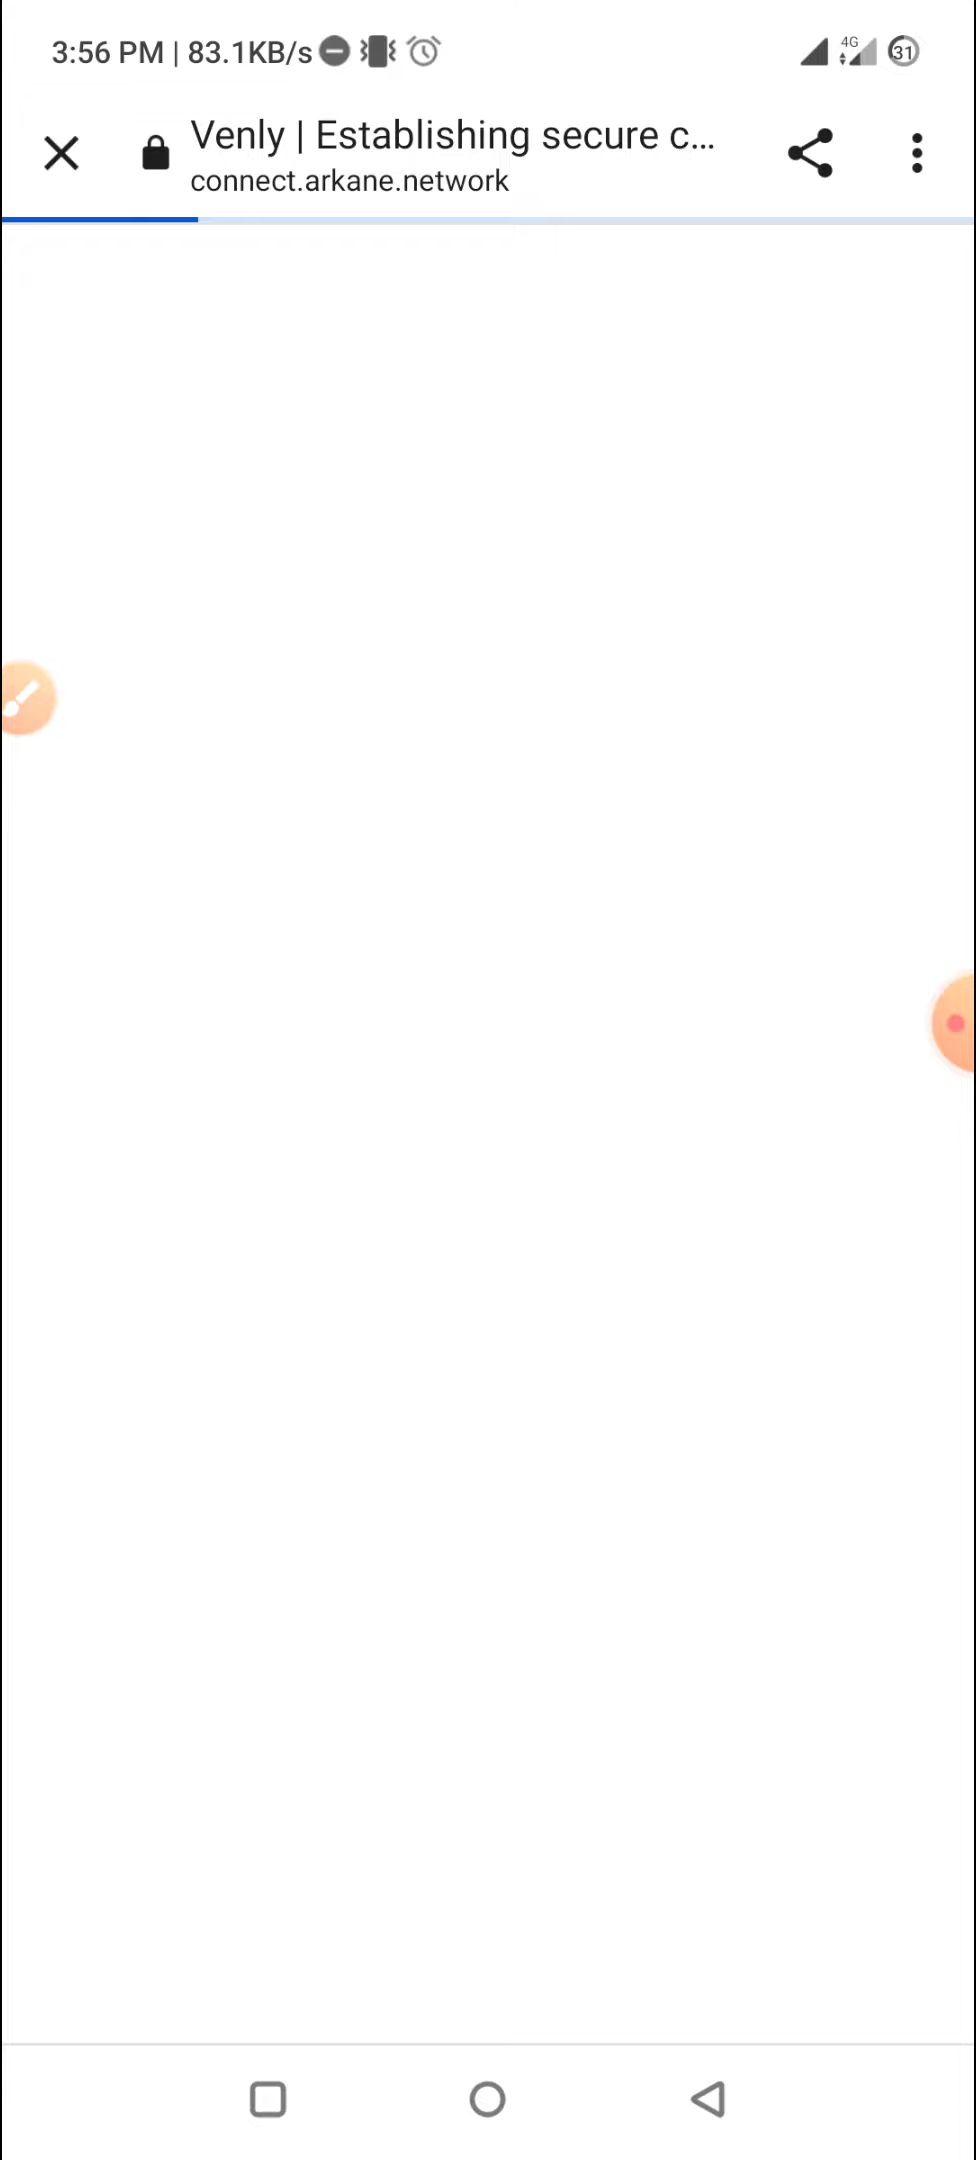 3:56 PM | 83.1KB/s
4G
31
Venly | Establishing secure c...
connect.arkane.network